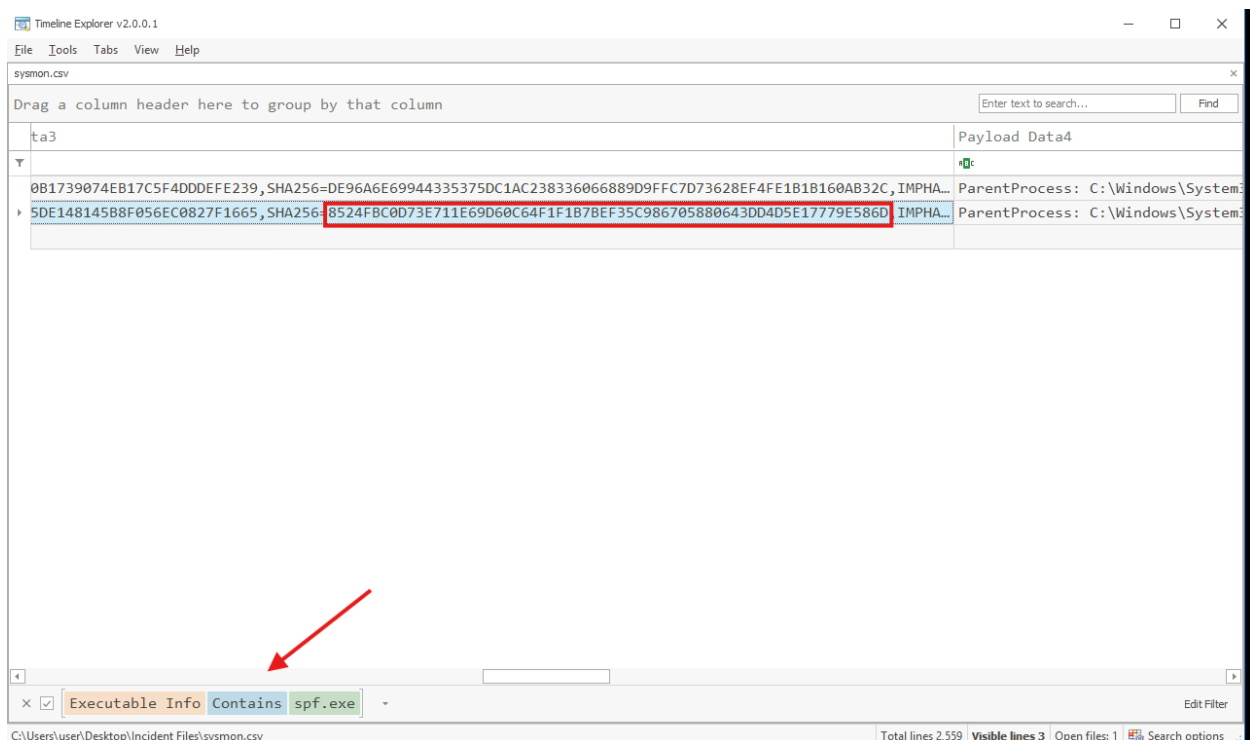 Timeline Explorer v2.0.0.1
File Tools Tabs View Help
sysmon.csv
Drag a column header here to group by that column
Enter text to search... Find
ta3 Payload Data4
0B1739074EB17C5F4DDDEFE239,SHA256=DE96A6E69944335375DC1AC238336066889D9FFC7D73628EF4FE1B1B160AB32C,IMPHA… ParentProcess: C:\Windows\System
5DE148145B8F056EC0827F1665,SHA256=8524FBC0D73E711E69D60C64F1F1B7BEF35C986705880643DD4D5E17779E586D,IMPHA… ParentProcess: C:\Windows\System
Executable Info Contains spf.exe Edit Filter
C:\Users\user\Desktop\Incident Files\sysmon.csv Total lines 2,559 Visible lines 3 Open files: 1 Search options